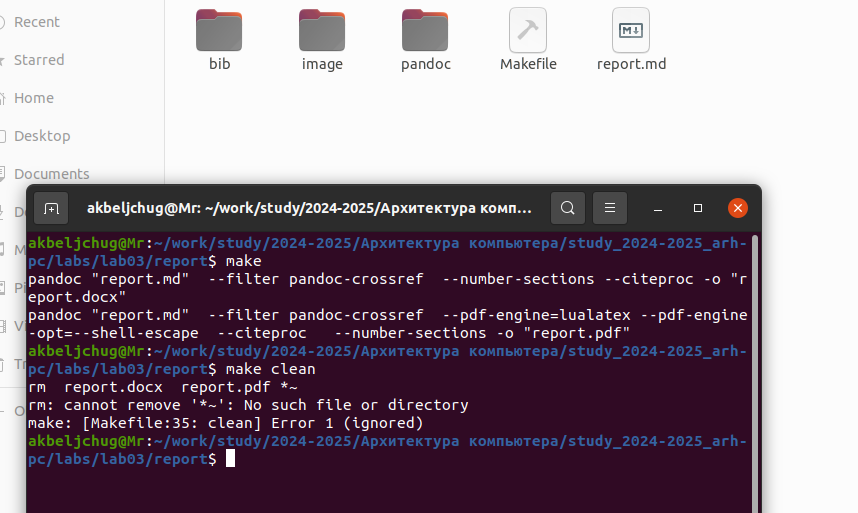 Recent
Starred
Home
Desktop
Documents
bib
image
pandoc
Makefile
report.md
akbeljchug@Mr: ~/work/study/2024-2025/Архитектура комп...
akbeljchug@Mr:~/work/study/2024-2025/Архитектура компьютера/study_2024-2025_arh-
pc/labs/lab03/report$ make
pandoc "report.md"  --filter pandoc-crossref  --number-sections --citeproc -o "r
eport.docx"
pandoc "report.md"  --filter pandoc-crossref  --pdf-engine=lualatex --pdf-engine
-opt=--shell-escape  --citeproc   --number-sections -o "report.pdf"
akbeljchug@Mr:~/work/study/2024-2025/Архитектура компьютера/study_2024-2025_arh-
pc/labs/lab03/report$ make clean
rm  report.docx  report.pdf *~
rm: cannot remove '*~': No such file or directory
make: [Makefile:35: clean] Error 1 (ignored)
akbeljchug@Mr:~/work/study/2024-2025/Архитектура компьютера/study_2024-2025_arh-
pc/labs/lab03/report$